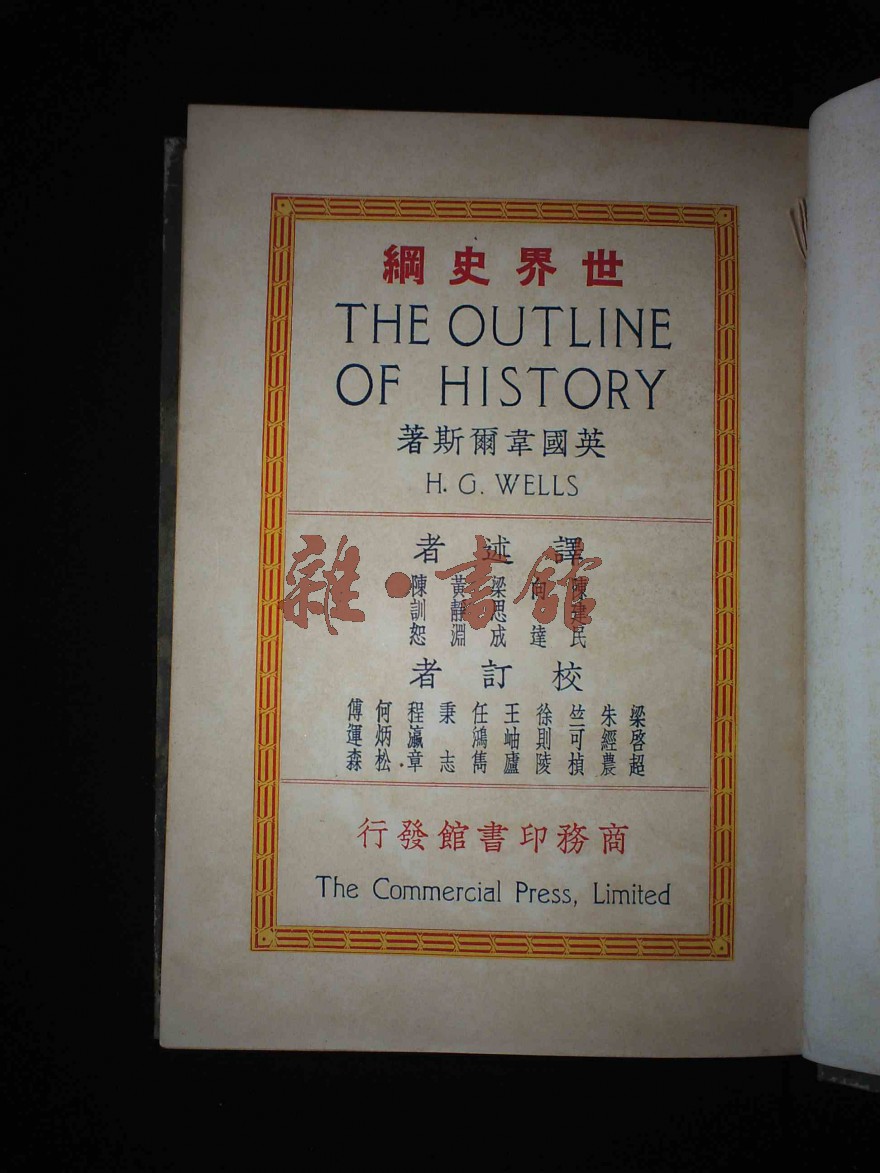 世界史綱
THE OUTLINE
OF HISTORY
英國韋爾斯著
H. G. WELLS
譯述者
陳建民
向達
梁思成
黃靜淵
陳訓恕
校訂者
梁啓超
朱經農
竺可楨
徐則陵
王岫廬
任鴻儁
秉志
程瀛章
何炳松
傅運森
商務印書館發行
The Commercial Press, Limited
雜·書館